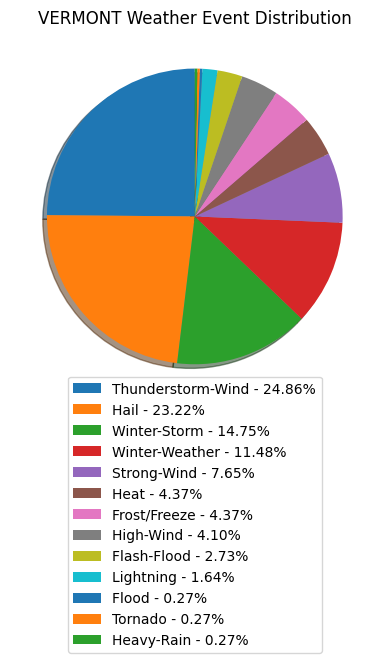 VERMONT Weather Event Distribution
Thunderstorm-Wind - 24.86%
Hail - 23.22%
Winter-Storm - 14.75%
Winter-Weather - 11.48%
Strong-Wind - 7.65%
Heat - 4.37%
Frost/Freeze - 4.37%
High-Wind - 4.10%
Flash-Flood - 2.73%
Lightning - 1.64%
Flood - 0.27%
Tornado - 0.27%
Heavy-Rain - 0.27%